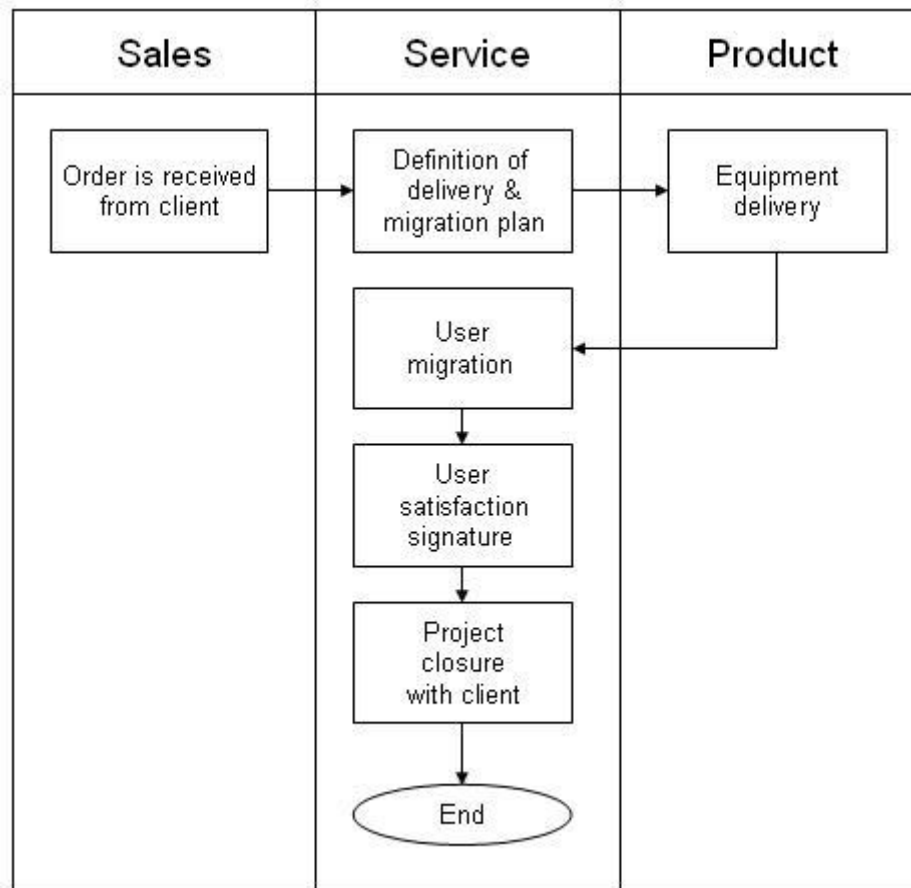 Sales
Service
Product
Order is received
from client
Definition of
delivery &
migration plan
Equipment
delivery
User
migration
User
satisfaction
signature
Project
closure
with client
End